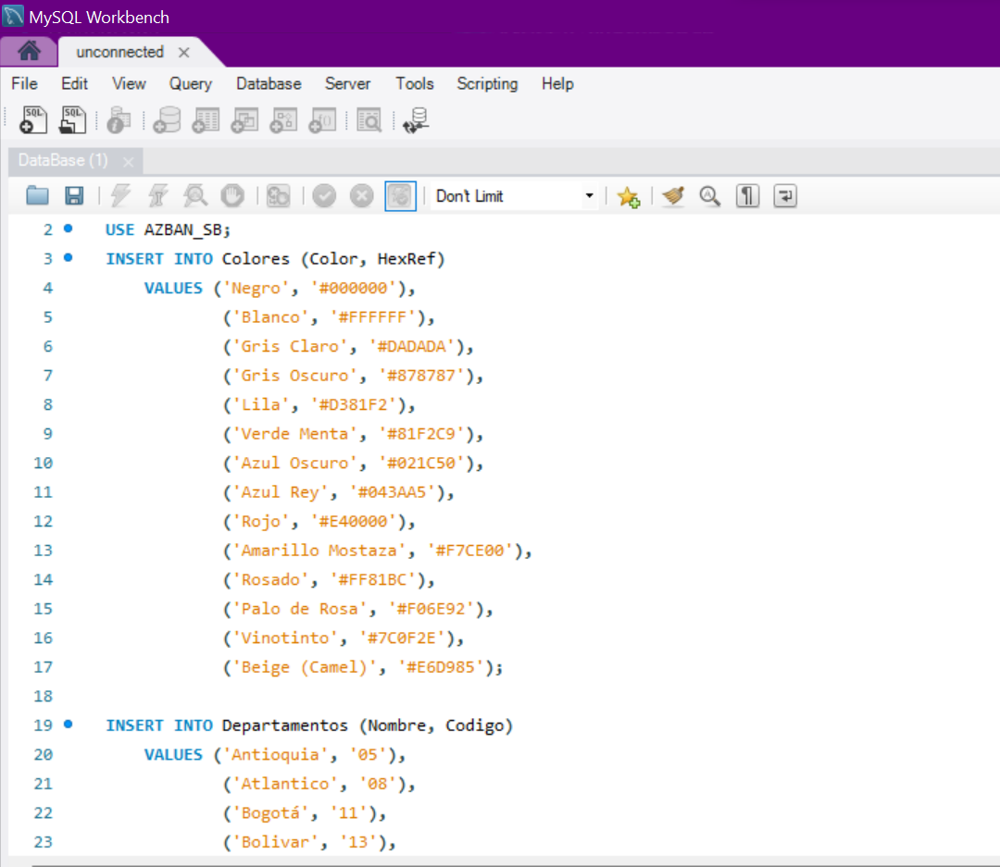 MySQL Workbench
unconnected
File Edit View Query Database Server Tools Scripting Help
SQL SQL
DataBase (1)
Don't Limit
2 USE AZBAN_SB;
3 INSERT INTO Colores (Color, HexRef)
4 VALUES ('Negro', '#000000'),
5 ('Blanco', '#FFFFFF'),
6 ('Gris Claro', '#DADADA'),
7 ('Gris Oscuro', '#878787'),
8 ('Lila', '#D381F2'),
9 ('Verde Menta', '#81F2C9'),
10 ('Azul Oscuro', '#021C50'),
11 ('Azul Rey', '#043AA5'),
12 ('Rojo', '#E40000'),
13 ('Amarillo Mostaza', '#F7CE00'),
14 ('Rosado', '#FF81BC'),
15 ('Palo de Rosa', '#F06E92'),
16 ('Vinotinto', '#7C0F2E'),
17 ('Beige (Camel)', '#E6D985');
18
19 INSERT INTO Departamentos (Nombre, Codigo)
20 VALUES ('Antioquia', '05'),
21 ('Atlantico', '08'),
22 ('Bogotá', '11'),
23 ('Bolivar', '13'),